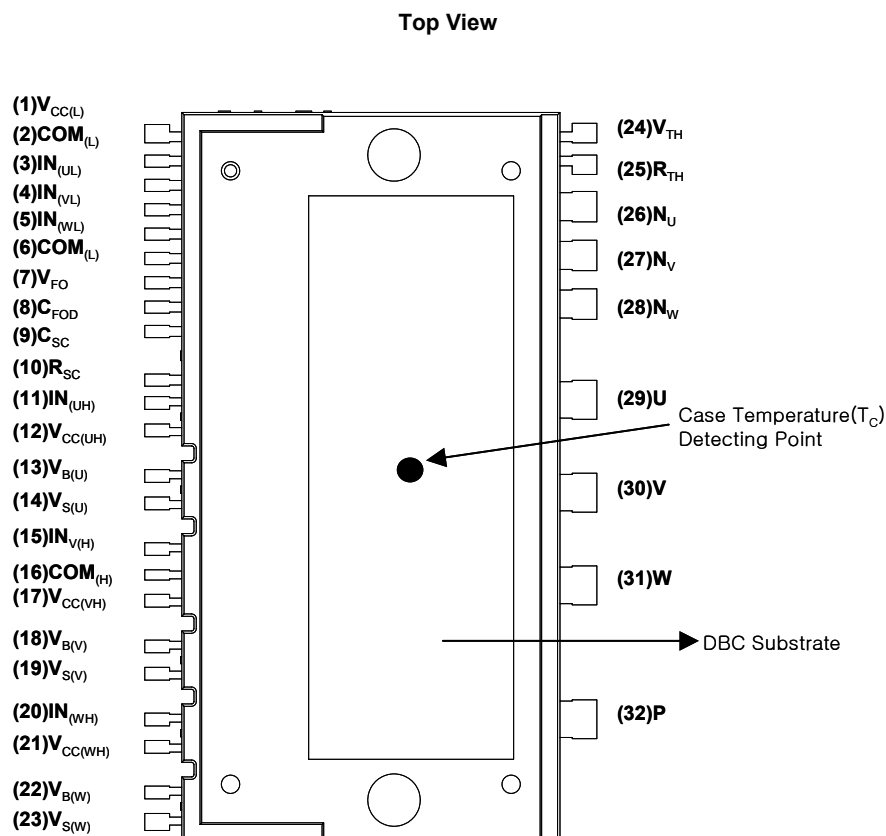 Top View
(1)VCC(L)
(2)COM(L)
(3)IN(UL)
(4)IN(VL)
(5)IN(WL)
(6)COM(L)
(7)VFO
(8)CFOD
(9)CSC
(10)RSC
(11)IN(UH)
(12)VCC(UH)
(13)VB(U)
(14)VS(U)
(15)INV(H)
(16)COM(H)
(17)VCC(VH)
(18)VB(V)
(19)VS(V)
(20)IN(WH)
(21)VCC(WH)
(22)VB(W)
(23)VS(W)
(24)VTH
(25)RTH
(26)NU
(27)NV
(28)NW
(29)U
Case Temperature(TC)
Detecting Point
(30)V
(31)W
DBC Substrate
(32)P